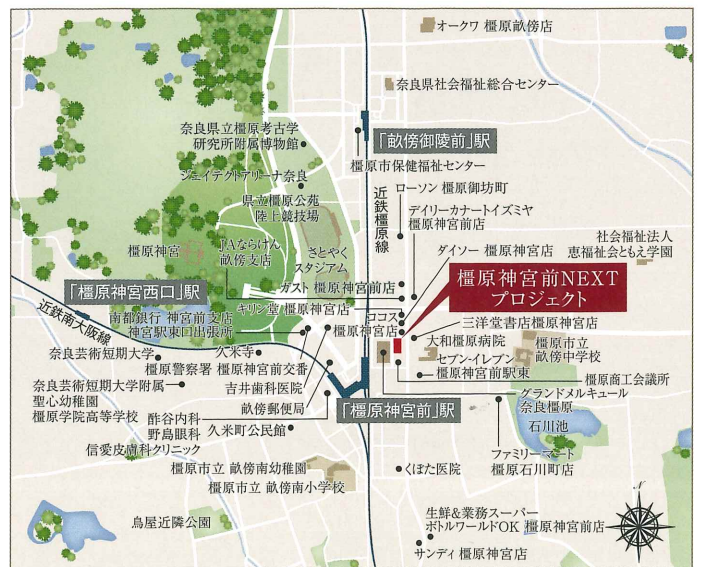 オークワ 橿原畝傍店
奈良県社会福祉総合センター
奈良県立橿原考古学
研究所附属博物館
「畝傍御陵前」駅
橿原市保健福祉センター
ジェイテクトアリーナ奈良
近鉄橿原線
ローソン 橿原御坊町
県立橿原公苑
陸上競技場
デイリーカナートイズミヤ
橿原神宮前店
社会福祉法人
恵福祉会ともえ学園
橿原神宮
JAならけん
畝傍支店
さとやく
スタジアム
ダイソー 橿原神宮店
ガスト 橿原神宮前店
橿原神宮前NEXT
プロジェクト
「橿原神宮西口」駅
近鉄南大阪線
キリン堂 橿原神宮店
南都銀行 神宮前支店
神宮駅東口出張所
ココス
橿原神宮店
三洋堂書店橿原神宮店
大和橿原病院
橿原市立
畝傍中学校
奈良芸術短期大学
久米寺
橿原警察署 橿原神宮前交番
セブン-イレブン
橿原神宮前駅東
奈良芸術短期大学附属
聖心幼稚園
橿原学院高等学校
吉井歯科医院
橿原商工会議所
畝傍郵便局
「橿原神宮前」駅
グランドメルキュール
奈良橿原
酢谷内科
野島眼科
信愛皮膚科クリニック
久米町公民館
石川池
ファミリーマート
橿原石川町店
橿原市立 畝傍南幼稚園
橿原市立 畝傍南小学校
くぼた医院
鳥屋近隣公園
生鮮&業務スーパー
ボトルワールドOK 橿原神宮前店
サンディ 橿原神宮店
N